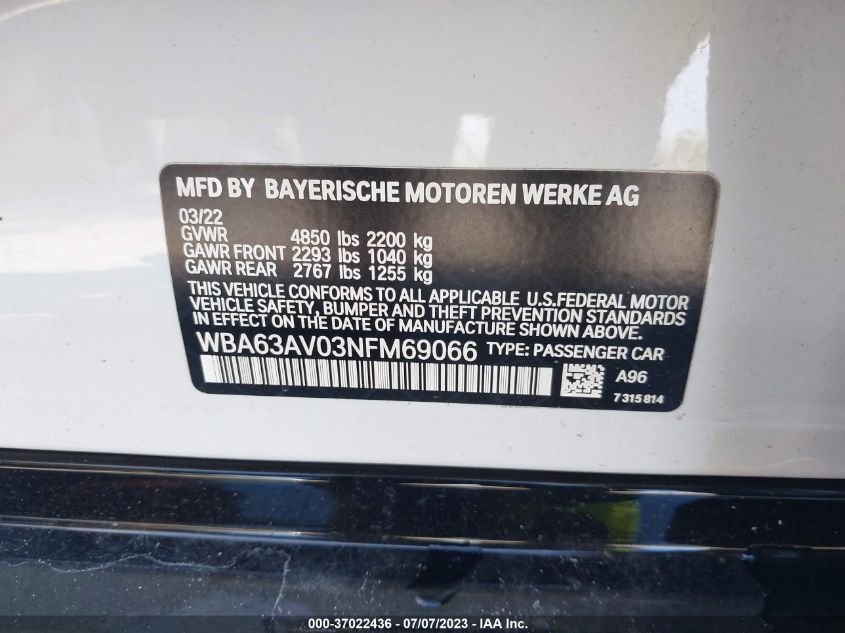 MFD BY BAYERISCHE MOTOREN WERKE AG
03/22
GVWR 4850 lbs 2200 kg
GAWR FRONT 2293 lbs 1040 kg
GAWR REAR 2767 lbs 1255 kg
THIS VEHICLE CONFORMS TO ALL APPLICABLE U.S.FEDERAL MOTOR
VEHICLE SAFETY, BUMPER AND THEFT PREVENTION STANDARDS
IN EFFECT ON THE DATE OF MANUFACTURE SHOWN ABOVE.
WBA63AV03NFM69066 TYPE: PASSENGER CAR
A96
7 315 814
000-37022436 - 07/07/2023 - IAA Inc.